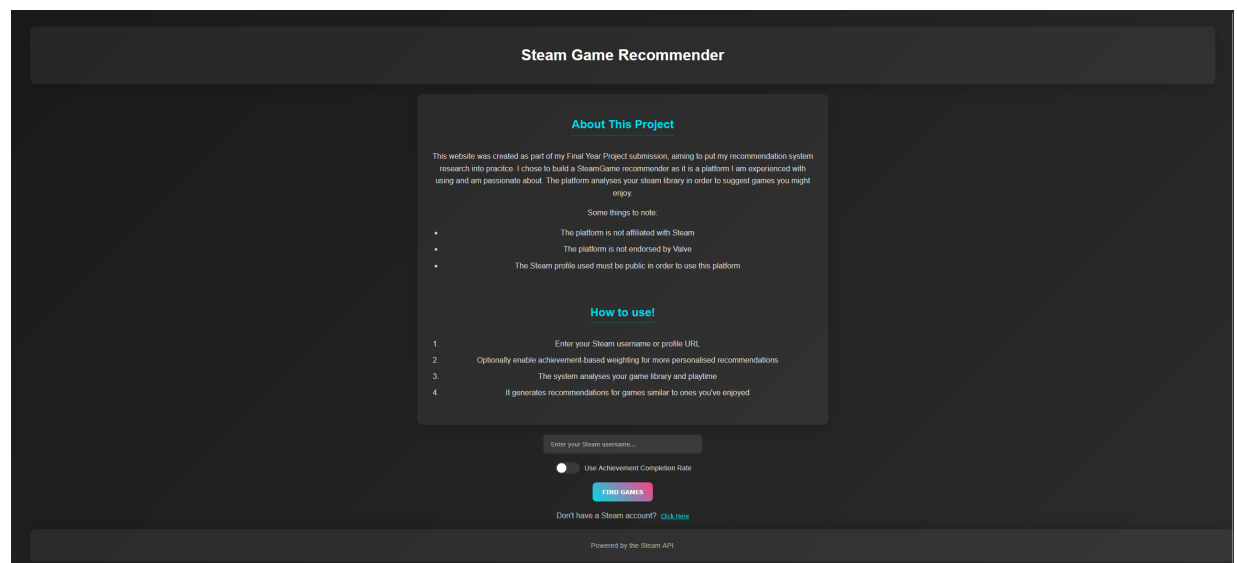 Steam Game Recommender
About This Project
This website was created as part of my Final Year Project submission, aiming to put my recommendation system
research into pracitce. I chose to build a SteamGame recommender as it is a platform I am experienced with
using and am passionate about. The platform analyses your steam library in order to suggest games you might
enjoy.
Some things to note:
• The platform is not affiliated with Steam
• The platform is not endorsed by Valve
• The Steam profile used must be public in order to use this platform
How to use!
1. Enter your Steam username or profile URL
2. Optionally enable achievement-based weighting for more personalised recommendations
3. The system analyses your game library and playtime
4. It generates recommendations for games similar to ones you've enjoyed
Enter your Steam username...
Use Achievement Completion Rate
FIND GAMES
Don't have a Steam account? Click Here
Powered by the Steam API